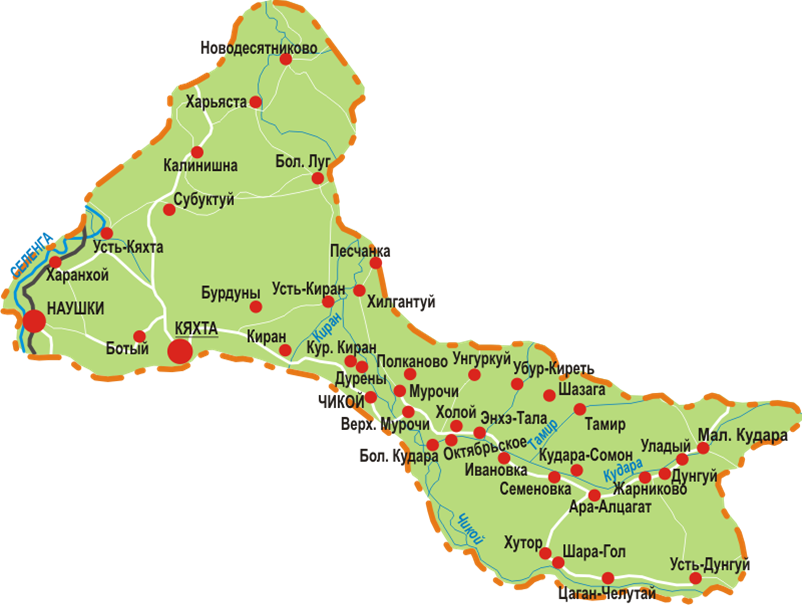 Новодесятниково
Харьяста
Калинишна
Бол. Луг
Субуктуй
СЕЛЕНГА
Усть-Кяхта
Песчанка
Харанхой
Бурдуны
Усть-Киран
Хилгантуй
НАУШКИ
КЯХТА
Киран
Ботый
Киран
Кур. Киран
Полканово
Унгуркуй
Убур-Киреть
Дурены
Мурочи
Шазага
ЧИКОЙ
Холой
Энхэ-Тала
Тамир
Верх. Мурочи
Тамир
Мал. Кудара
Октябрьское
Бол. Кудара
Кудара-Сомон
Уладый
Ивановка
Кудара
Дунгуй
Семеновка
Жарниково
Ара-Алцагат
Чикой
Хутор
Шара-Гол
Усть-Дунгуй
Цаган-Челутай